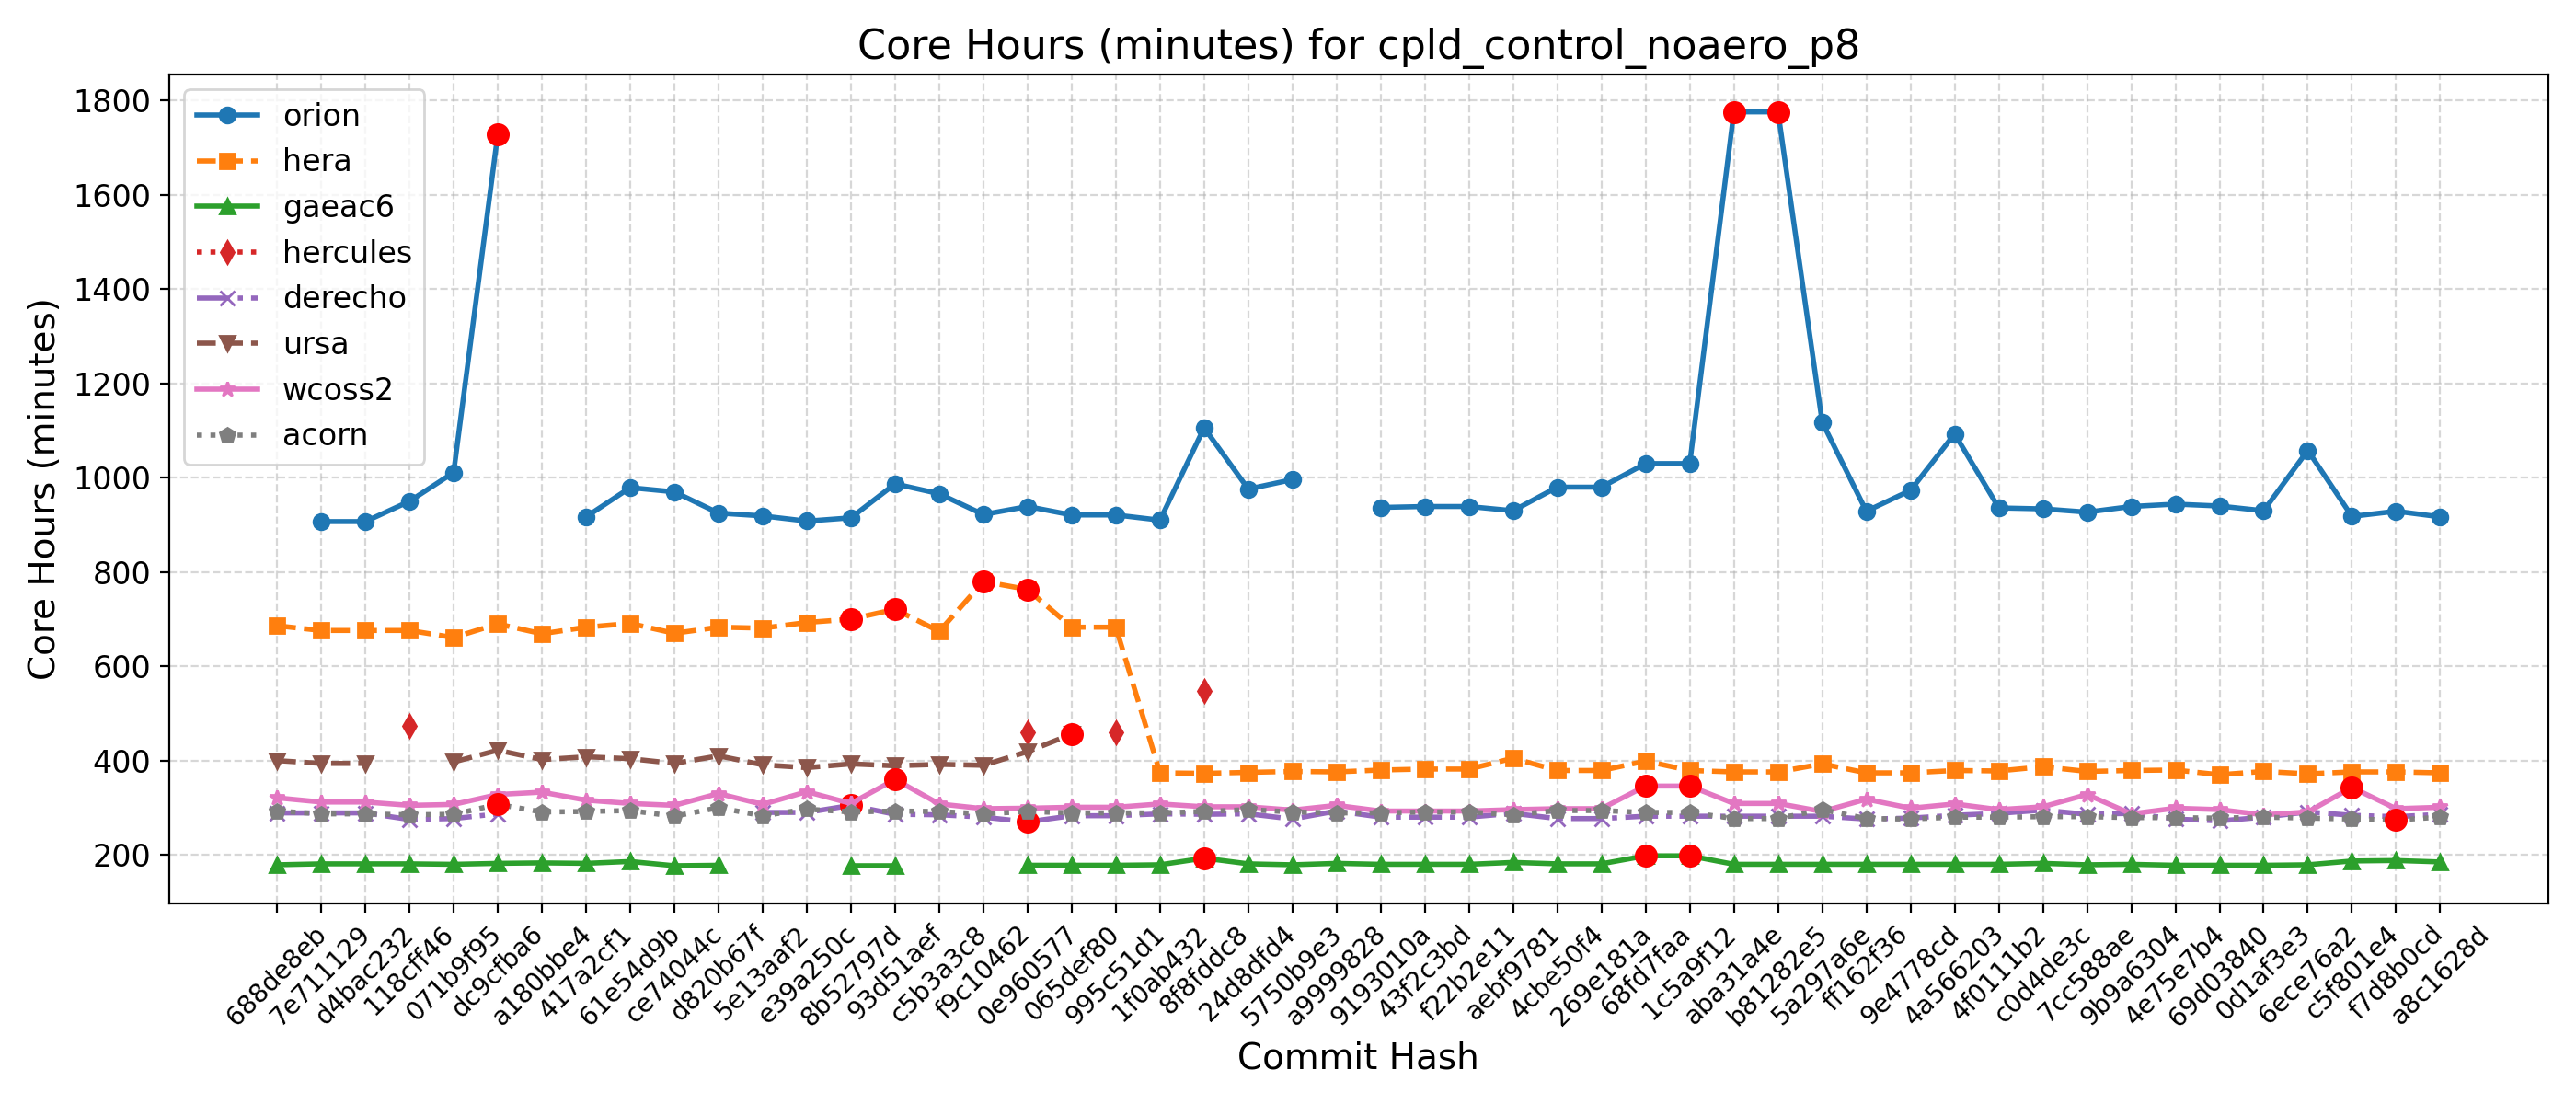 Core Hours (minutes) for cpld_control_noaero_p8
Core Hours (minutes)
1800
1600
1400
1200
1000
800
600
400
200
orion
hera
gaeac6
hercules
derecho
ursa
wcoss2
acorn
688de8eb
7e711129
d4bac232
118cff46
071b9f95
dc9cfba6
a180bbe4
417a2cf1
61e54d9b
ce74044c
d820b67f
5e13aaf2
e39a250c
8b52797d
93d51aef
c5b3a3c8
f9c10462
0e960577
065def80
995c51d1
1f0ab432
8f8fddc8
24d8dfd4
5750b9e3
a9999828
9193010a
43f2c3bd
f22b2e11
aebf9781
4cbe50f4
269e181a
68fd7faa
1c5a9f12
aba31a4e
b81282e5
5a297a6e
ff162f36
9e4778cd
4a566203
4f0111b2
c0d4de3c
7cc588ae
9b9a6304
4e75e7b4
69d03840
0d1af3e3
6ece76a2
c5f801e4
f7d8b0cd
a8c1628d
Commit Hash